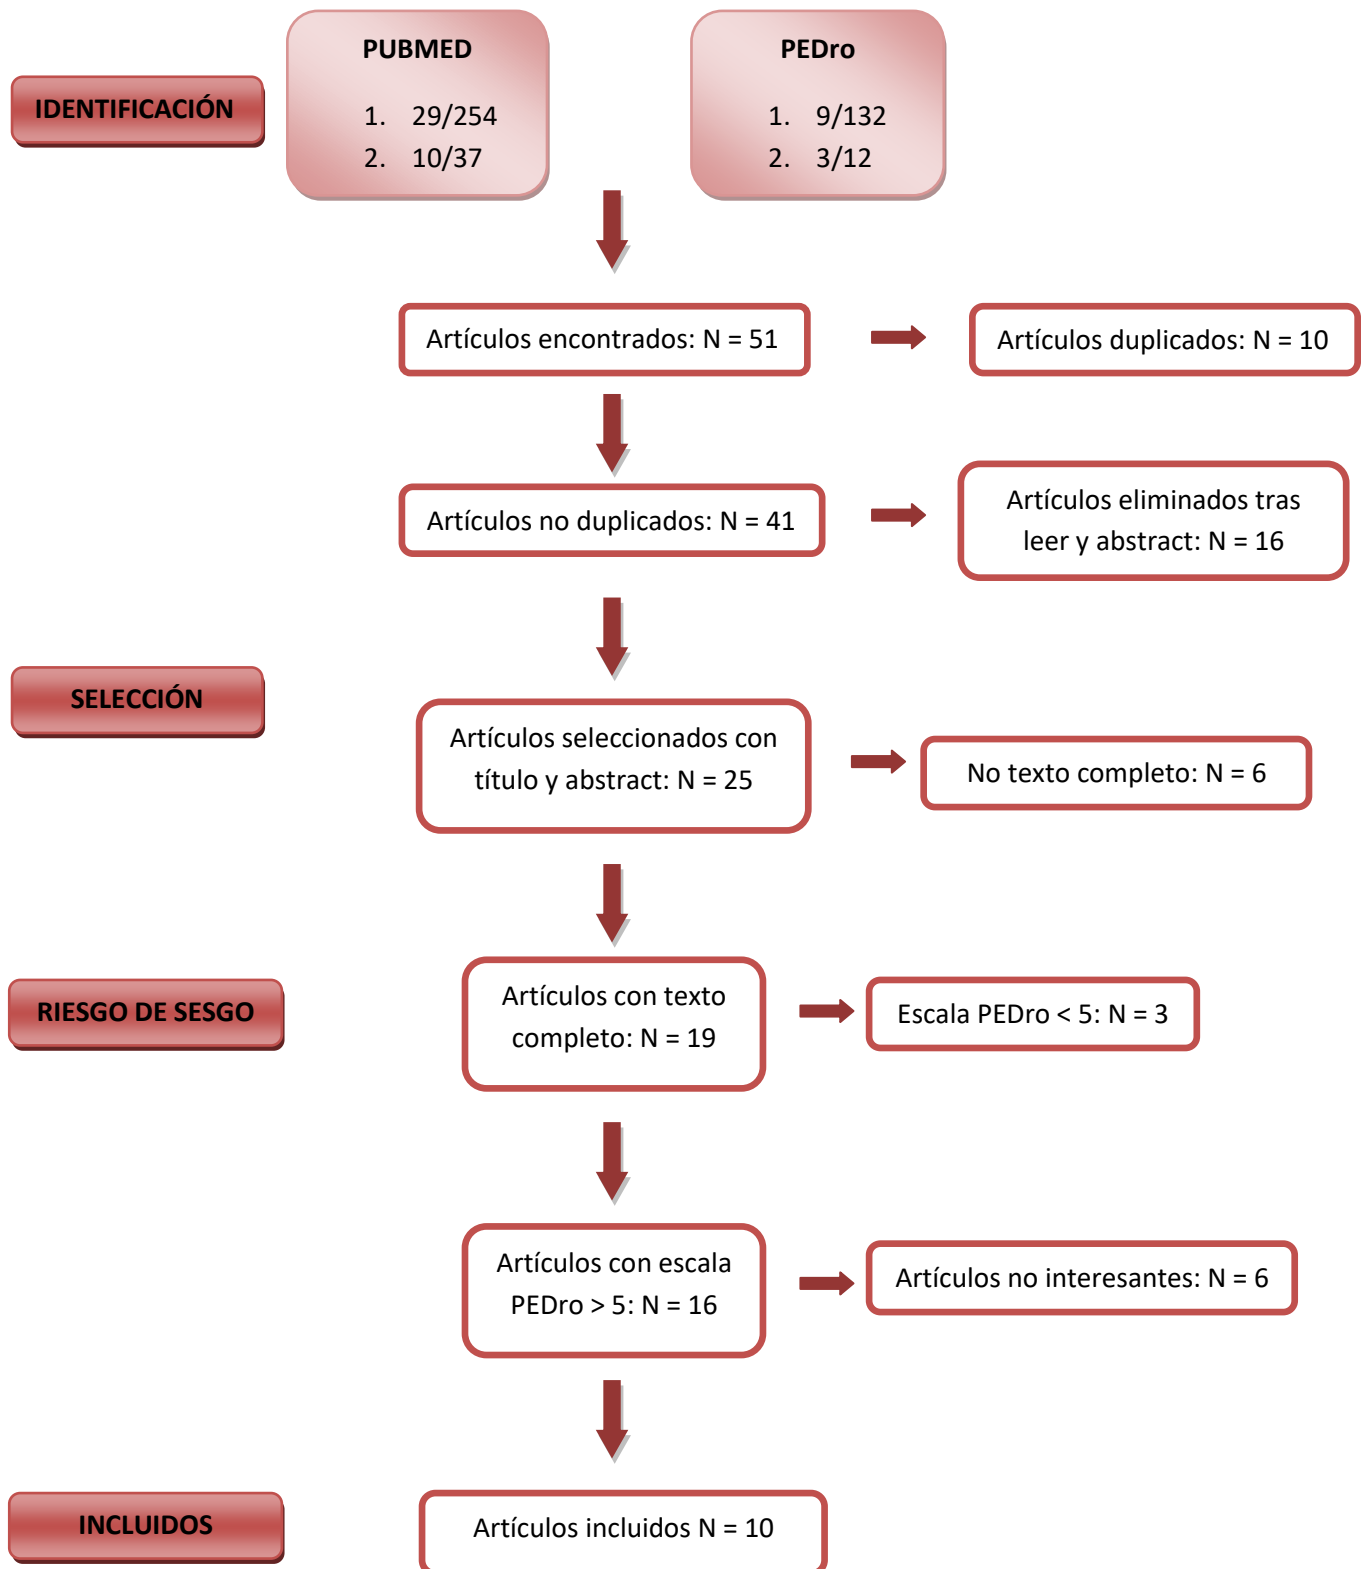 PUBMED
1. 29/254
2. 10/37
PEDro
1. 9/132
2. 3/12
IDENTIFICACIÓN
Artículos encontrados: N = 51
Artículos duplicados: N = 10
Artículos no duplicados: N = 41
Artículos eliminados tras
leer y abstract: N = 16
SELECCIÓN
Artículos seleccionados con
título y abstract: N = 25
No texto completo: N = 6
RIESGO DE SESGO
Artículos con texto
completo: N = 19
Escala PEDro < 5: N = 3
Artículos con escala
PEDro > 5: N = 16
Artículos no interesantes: N = 6
INCLUIDOS
Artículos incluidos N = 10